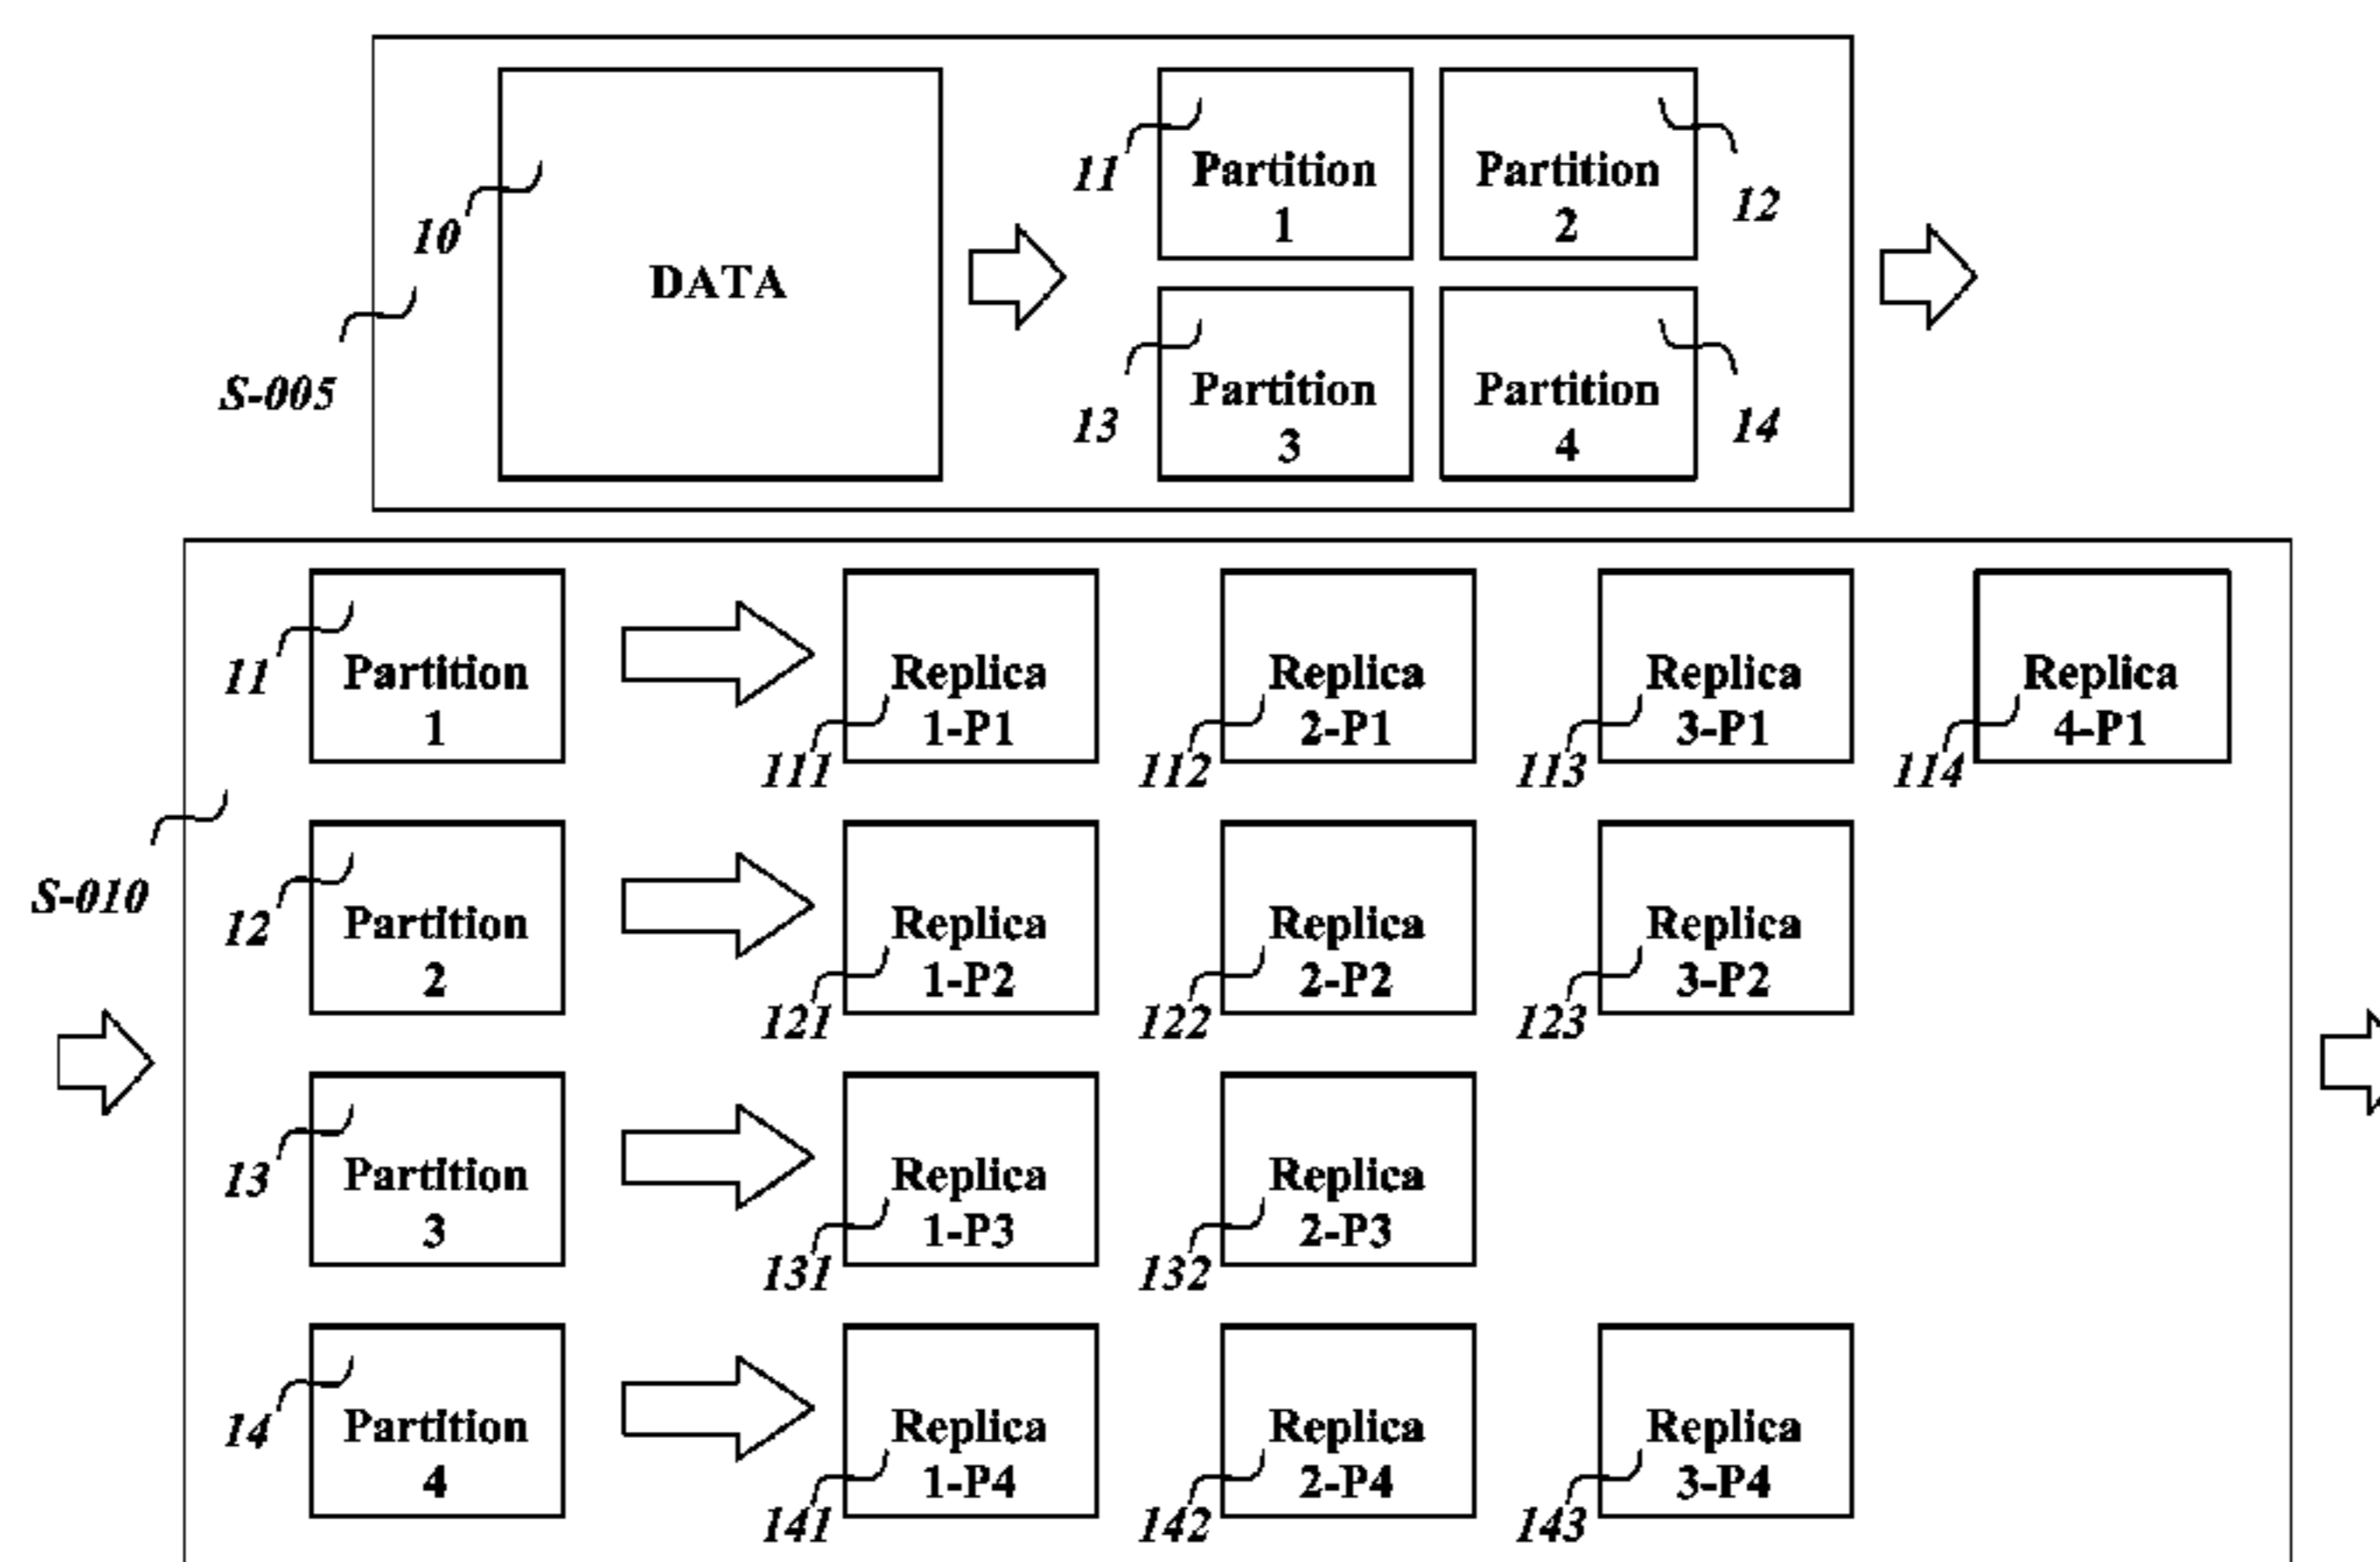 DATA
10
S-005
11
Partition
1
Partition
2
12
13
Partition
3
Partition
4
14
S-010
11
Partition
1
Replica
1-P1
111
Replica
2-P1
112
Replica
3-P1
113
Replica
4-P1
114
12
Partition
2
Replica
1-P2
121
Replica
2-P2
122
Replica
3-P2
123
13
Partition
3
Replica
1-P3
131
Replica
2-P3
132
14
Partition
4
Replica
1-P4
141
Replica
2-P4
142
Replica
3-P4
143